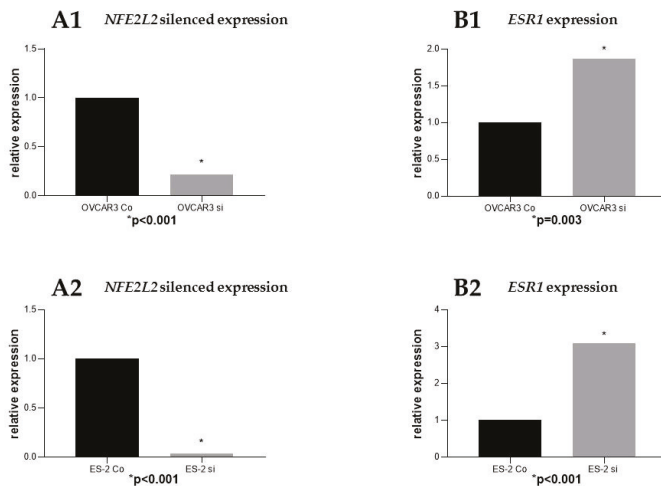 A1 NFE2L2 silenced expression
relative expression
1.5
1.0
0.5
0.0
*
OVCAR3 Co OVCAR3 si
*p<0.001
B1 ESR1 expression
relative expression
2.0
1.5
1.0
0.5
0.0
*
OVCAR3 Co OVCAR3 si
*p=0.003
A2 NFE2L2 silenced expression
relative expression
1.5
1.0
0.5
0.0
*
ES-2 Co ES-2 si
*p<0.001
B2 ESR1 expression
relative expression
4
3
2
1
0
*
ES-2 Co ES-2 si
*p<0.001